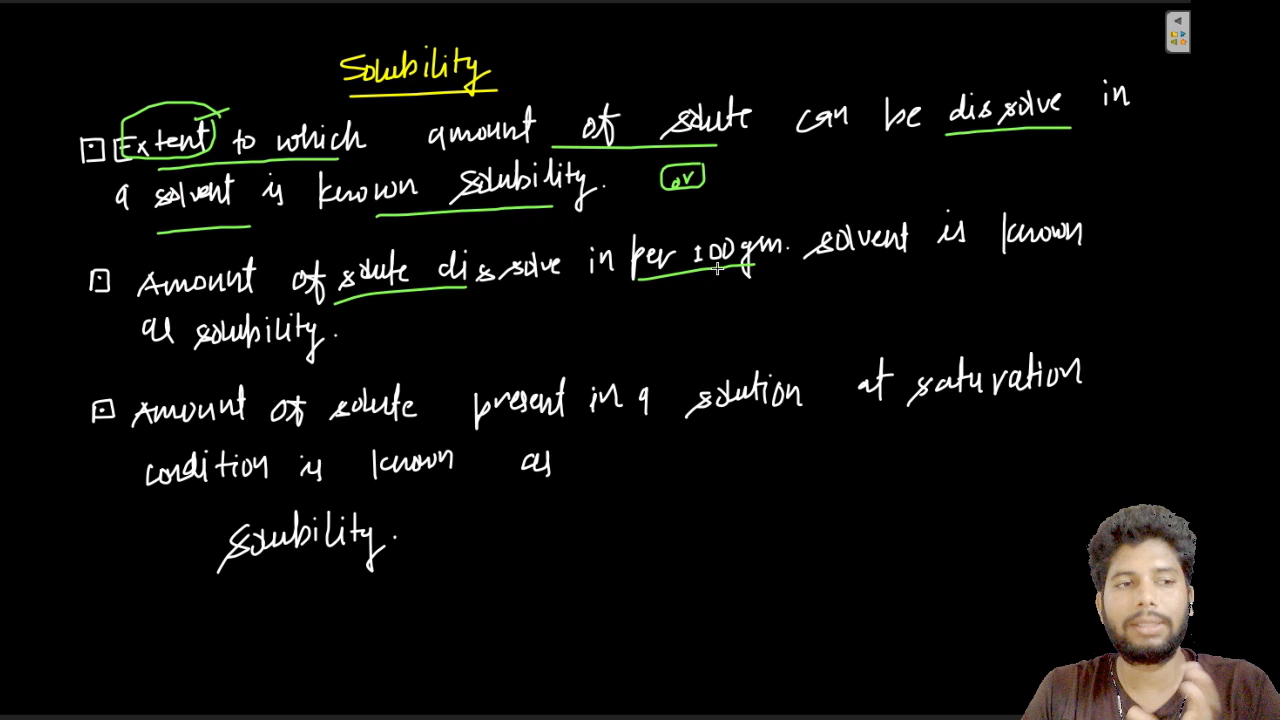 Solubility
Extent to which amount of solute can be dissolve in
a solvent is known solubility. or
Amount of solute dissolve in per 100 gm. solvent is known
as solubility.
Amount of solute present in a solution at saturation
condition is known as
solubility.